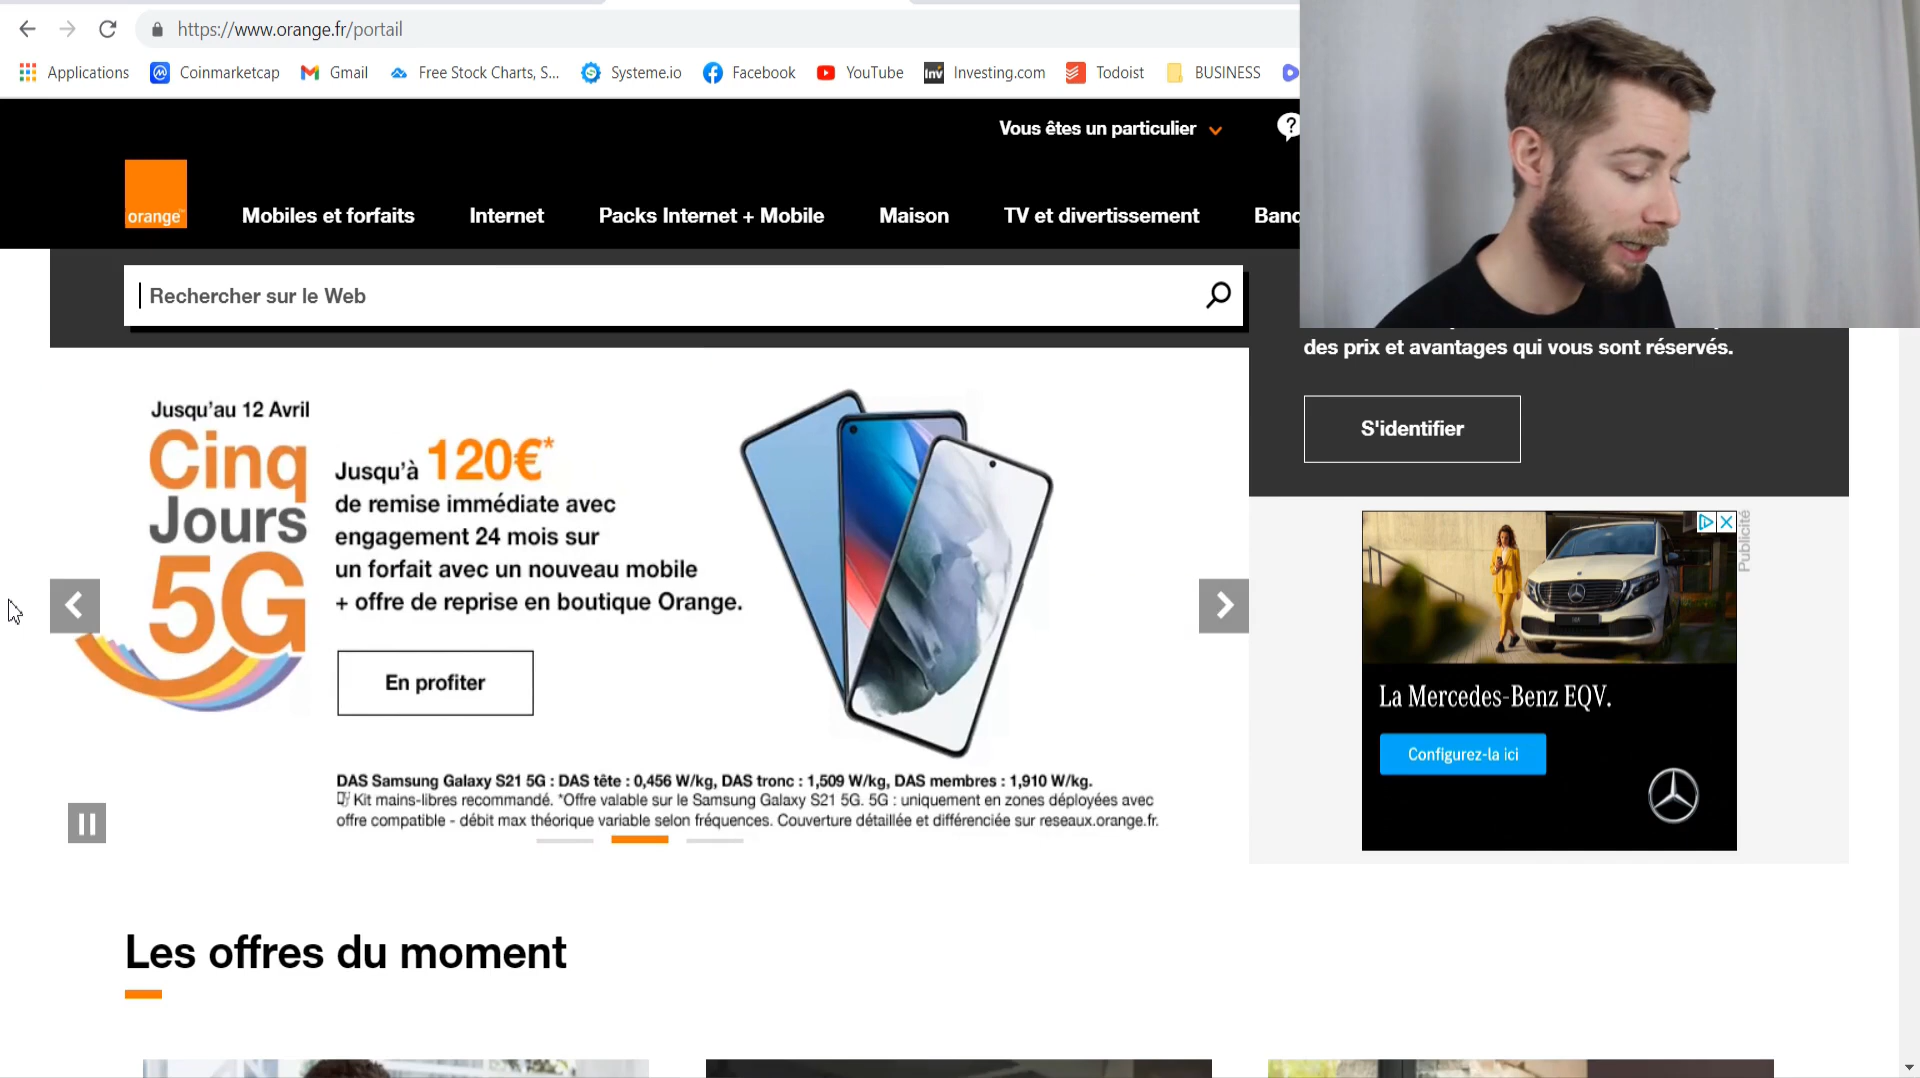 https://www.orange.fr/portail
Applications
Coinmarketcap
Gmail
Free Stock Charts, S...
Systeme.io
Facebook
YouTube
Inv
Investing.com
Todoist
BUSINESS
Vous êtes un particulier
?
orange™
Mobiles et forfaits
Internet
Packs Internet + Mobile
Maison
TV et divertissement
Banc
Rechercher sur le Web
des prix et avantages qui vous sont réservés.
S'identifier
Jusqu'au 12 Avril
Cinq
Jours
5G
Jusqu'à 120€*
de remise immédiate avec
engagement 24 mois sur
un forfait avec un nouveau mobile
+ offre de reprise en boutique Orange.
En profiter
DAS Samsung Galaxy S21 5G : DAS tête : 0,456 W/kg, DAS tronc : 1,509 W/kg, DAS membres : 1,910 W/kg.
Kit mains-libres recommandé. *Offre valable sur le Samsung Galaxy S21 5G. 5G : uniquement en zones déployées avec
offre compatible - débit max théorique variable selon fréquences. Couverture détaillée et différenciée sur reseaux.orange.fr.
Publicité
La Mercedes-Benz EQV.
Configurez-la ici
Les offres du moment